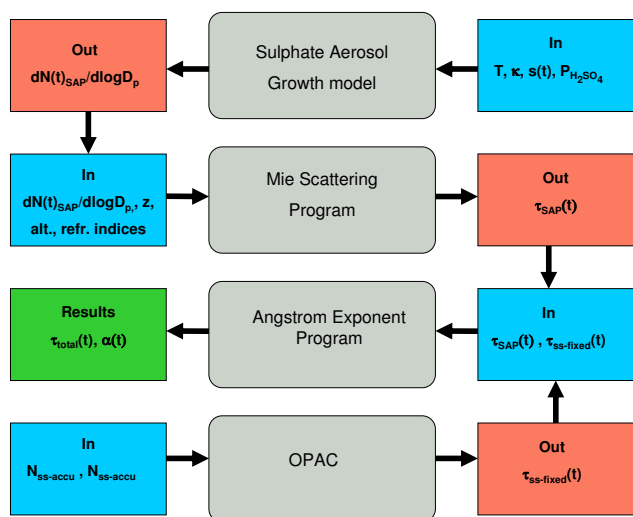 Out
dN(t)SAP/dlogDp
Sulphate Aerosol
Growth model
In
T, κ, s(t), PH2SO4
In
dN(t)SAP/dlogDp,, z,
alt., refr. indices
Mie Scattering
Program
Out
τSAP(t)
Results
τtotal(t), α(t)
Angstrom Exponent
Program
In
τSAP(t) , τss-fixed(t)
In
Nss-accu , Nss-accu
OPAC
Out
τss-fixed(t)